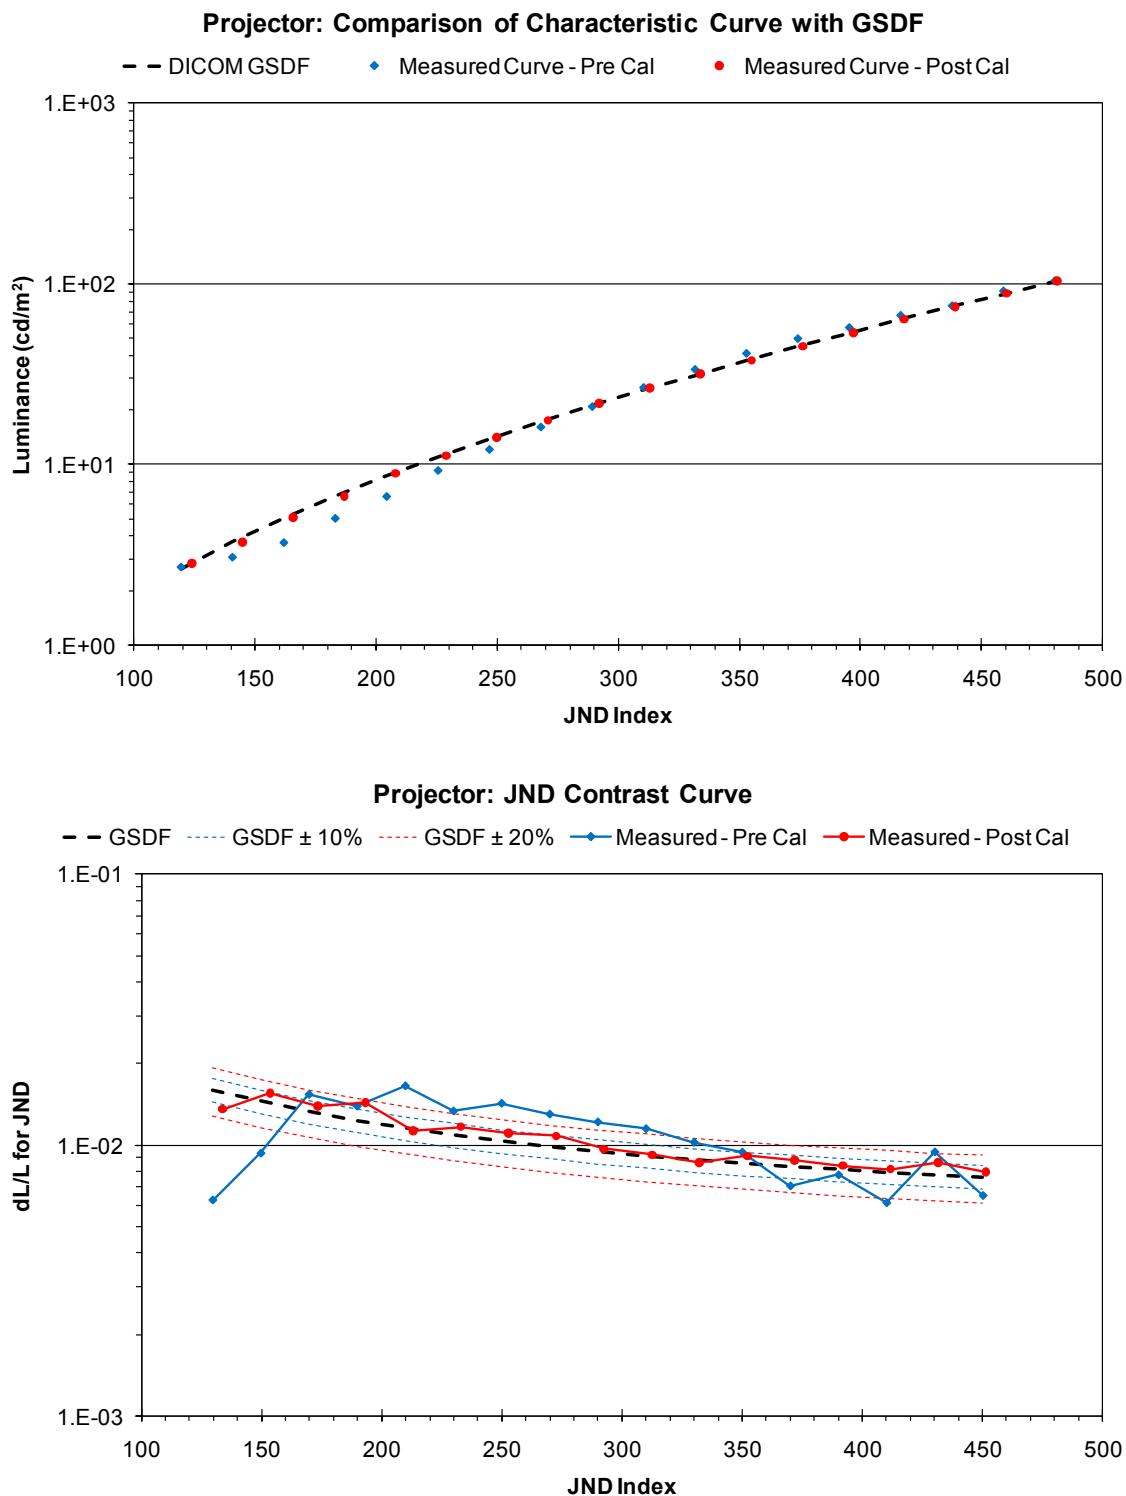 Projector: Comparison of Characteristic Curve with GSDF
DICOM GSDF Measured Curve - Pre Cal Measured Curve - Post Cal
1.E+03
1.E+02
1.E+01
1.E+00
Luminance (cd/m²)
100 150 200 250 300 350 400 450 500
JND Index
Projector: JND Contrast Curve
GSDF GSDF ± 10% GSDF ± 20% Measured - Pre Cal Measured - Post Cal
1.E-01
1.E-02
1.E-03
dL/L for JND
100 150 200 250 300 350 400 450 500
JND Index